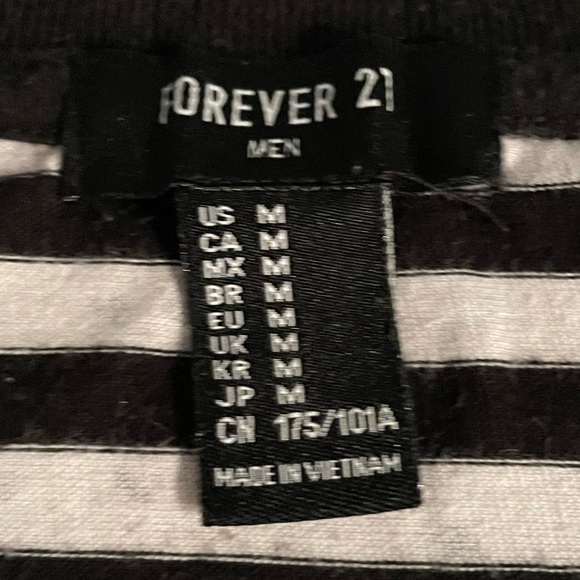 FOREVER 21
MEN
US M
CA M
MX M
BR M
EU M
UK M
KR M
JP M
CN 175/101A
MADE IN VIETNAM